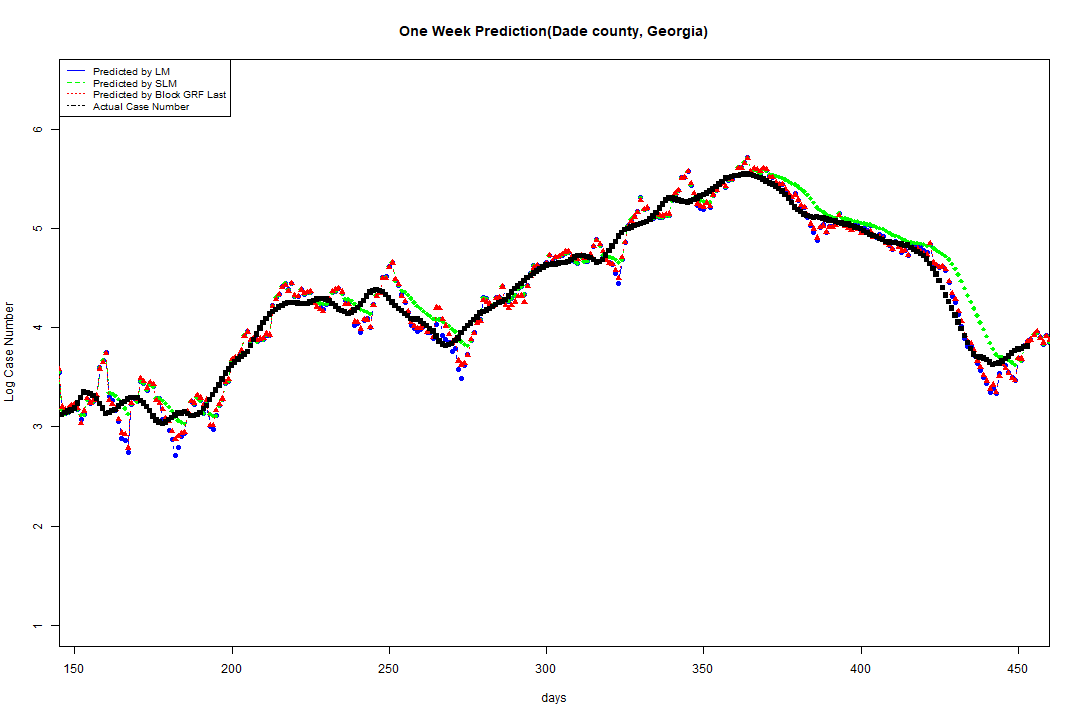 One Week Prediction(Dade county, Georgia)
Predicted by LM
Predicted by SLM
Predicted by Block GRF Last
Actual Case Number
6
5
4
3
2
1
Log Case Number
150 200 250 300 350 400 450
days